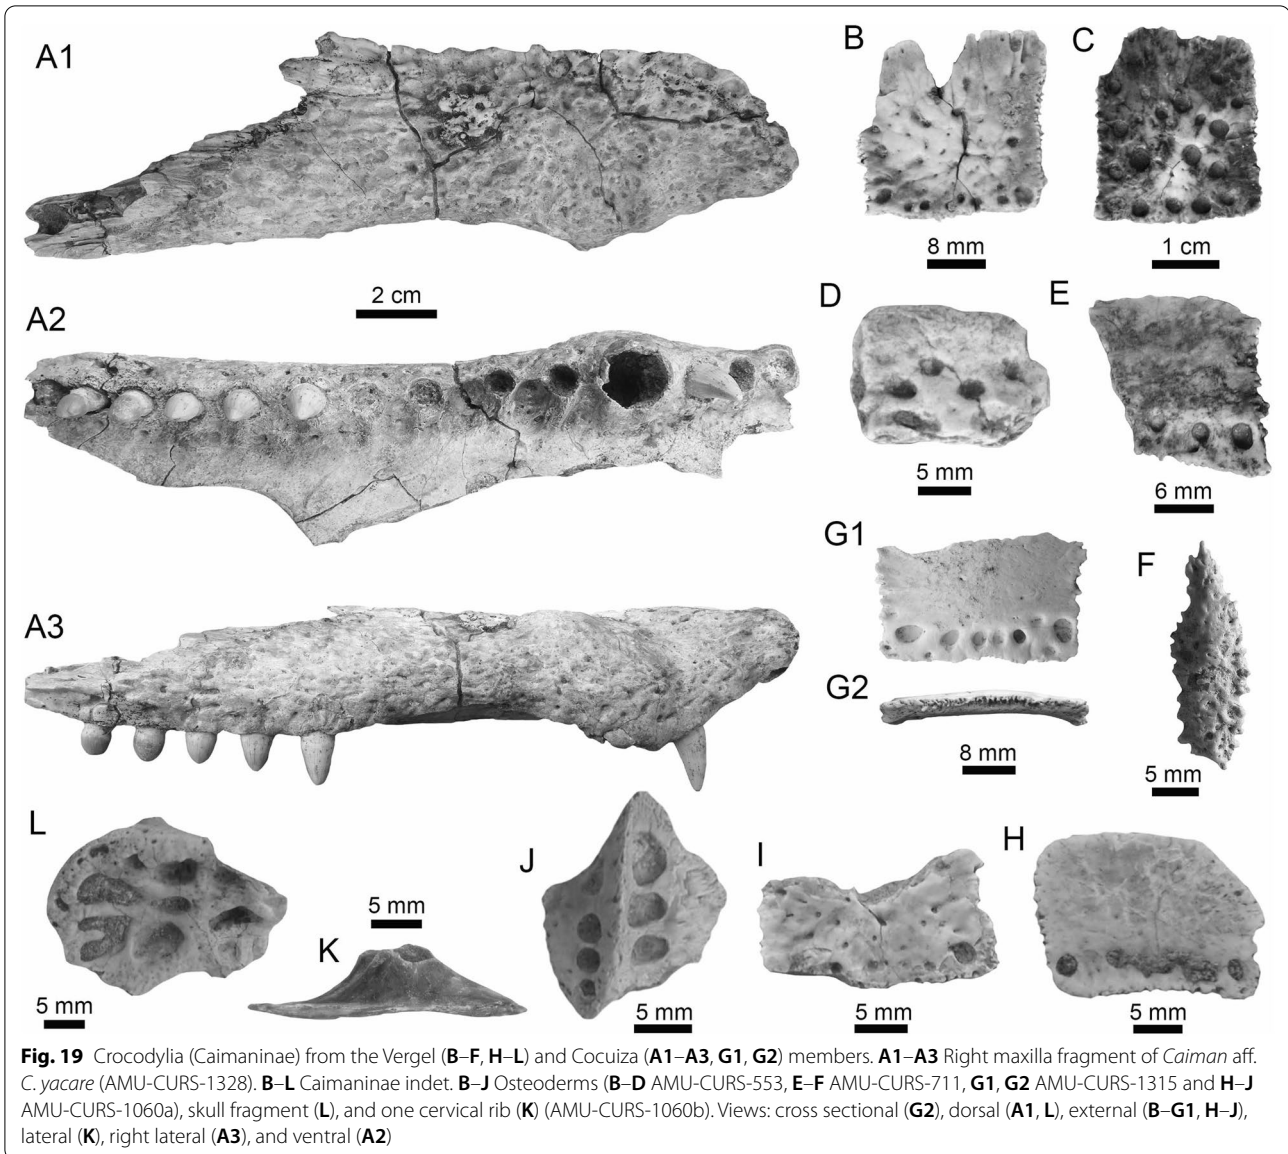 A1
B
C
8 mm
1 cm
2 cm
A2
D
E
5 mm
6 mm
G1
F
A3
G2
8 mm
5 mm
L
J
I
H
5 mm
K
5 mm
5 mm
5 mm
5 mm
Fig. 19 Crocodylia (Caimaninae) from the Vergel (B–F, H–L) and Cocuiza (A1–A3, G1, G2) members. A1–A3 Right maxilla fragment of Caiman aff.
C. yacare (AMU-CURS-1328). B–L Caimaninae indet. B–J Osteoderms (B–D AMU-CURS-553, E–F AMU-CURS-711, G1, G2 AMU-CURS-1315 and H–J
AMU-CURS-1060a), skull fragment (L), and one cervical rib (K) (AMU-CURS-1060b). Views: cross sectional (G2), dorsal (A1, L), external (B–G1, H–J),
lateral (K), right lateral (A3), and ventral (A2)